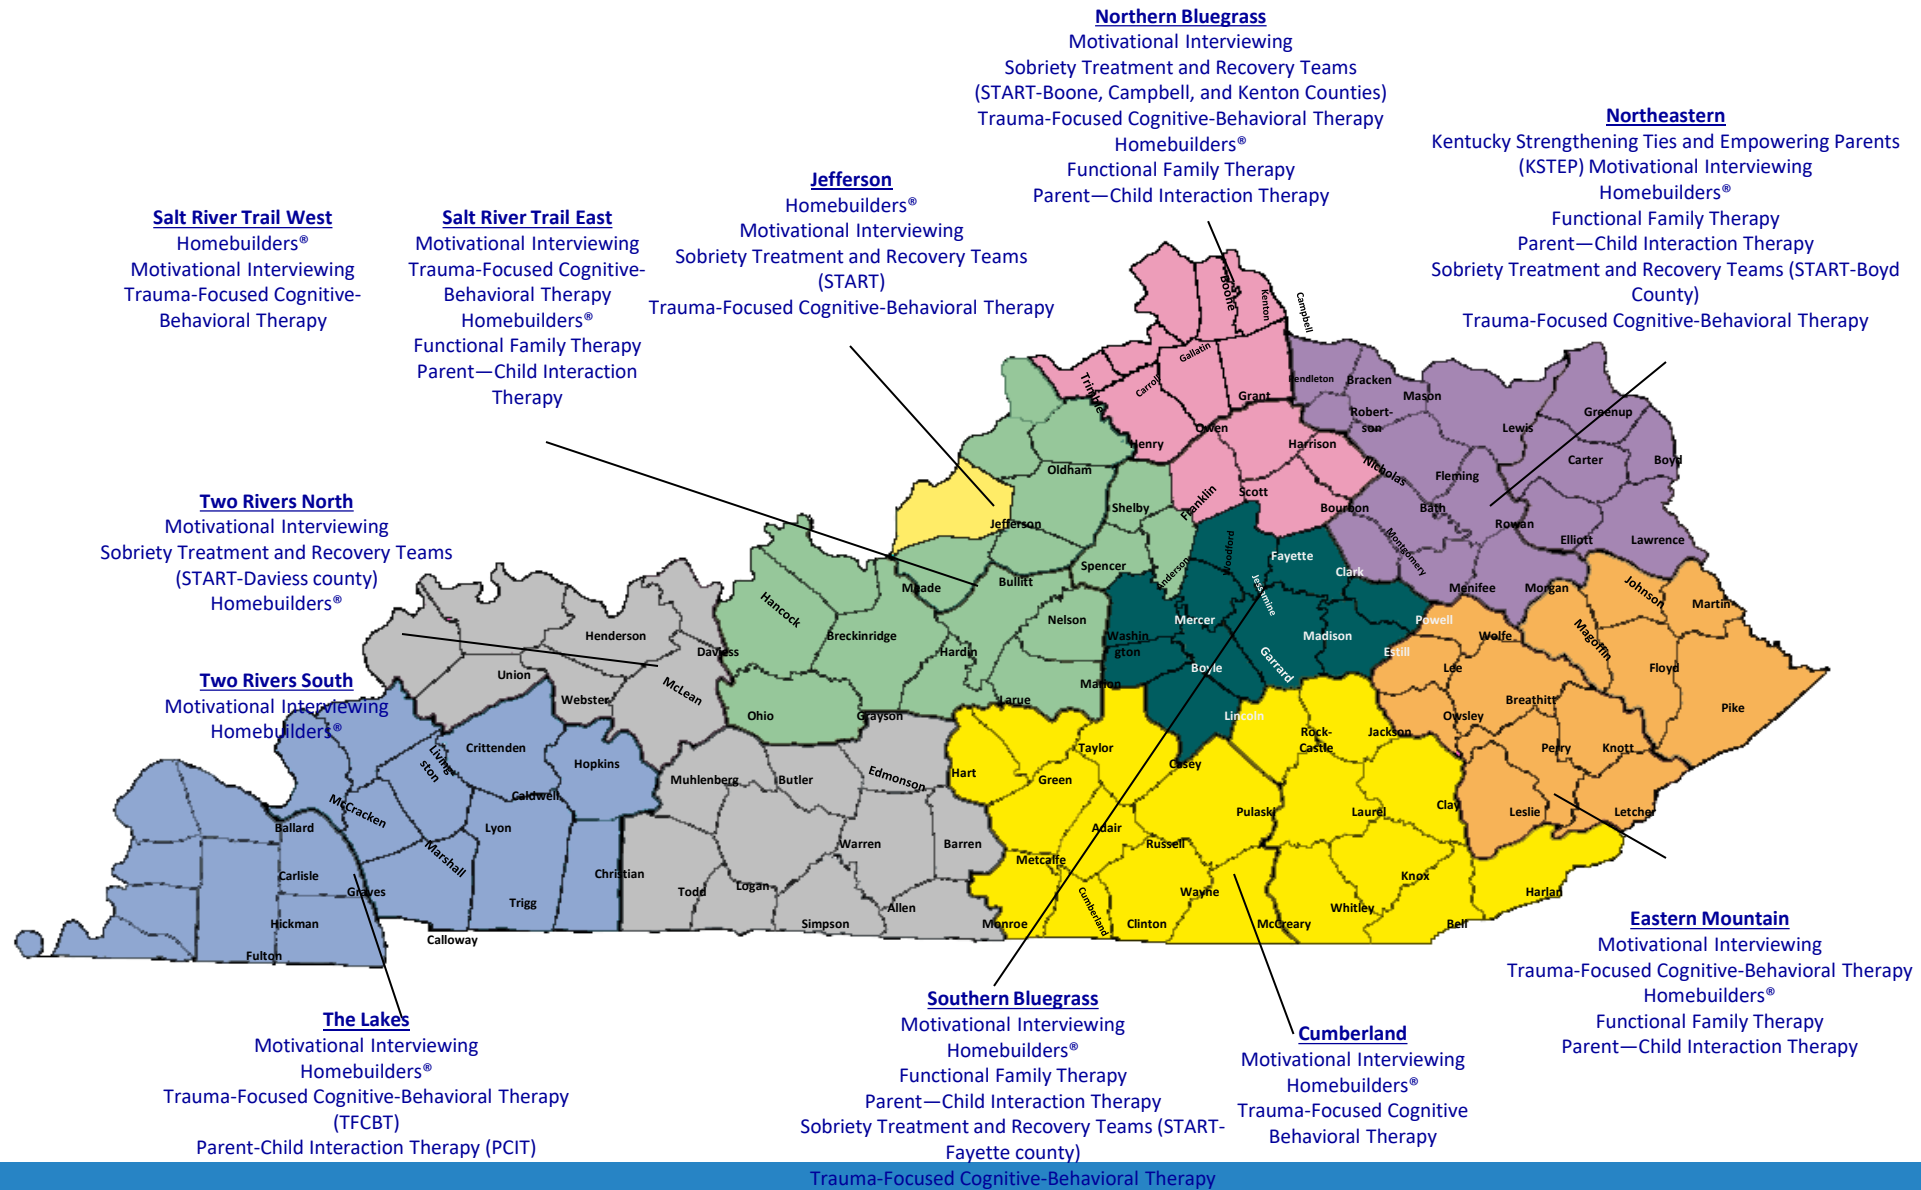 Northern Bluegrass
Motivational Interviewing
Sobriety Treatment and Recovery Teams
(START-Boone, Campbell, and Kenton Counties)
Trauma-Focused Cognitive-Behavioral Therapy
Homebuilders®
Functional Family Therapy
Parent—Child Interaction Therapy
Northeastern
Kentucky Strengthening Ties and Empowering Parents
(KSTEP) Motivational Interviewing
Homebuilders®
Functional Family Therapy
Parent—Child Interaction Therapy
Sobriety Treatment and Recovery Teams (START-Boyd
County)
Trauma-Focused Cognitive-Behavioral Therapy
Jefferson
Homebuilders®
Motivational Interviewing
Sobriety Treatment and Recovery Teams
(START)
Trauma-Focused Cognitive-Behavioral Therapy
Salt River Trail West
Homebuilders®
Motivational Interviewing
Trauma-Focused Cognitive-
Behavioral Therapy
Salt River Trail East
Motivational Interviewing
Trauma-Focused Cognitive-
Behavioral Therapy
Homebuilders®
Functional Family Therapy
Parent—Child Interaction
Therapy
Two Rivers North
Motivational Interviewing
Sobriety Treatment and Recovery Teams
(START-Daviess county)
Homebuilders®
Two Rivers South
Motivational Interviewing
Homebuilders®
Boone
Kenton
Campbell
Gallatin
Trimble
Carroll
Grant
Pendleton
Bracken
Mason
Robert-
son
Lewis
Greenup
Henry
Owen
Harrison
Nicholas
Fleming
Carter
Boyd
Oldham
Shelby
Franklin
Scott
Bourbon
Bath
Rowan
Jefferson
Montgomery
Elliott
Lawrence
Woodford
Fayette
Clark
Spencer
Anderson
Bullitt
Meade
Jessamine
Menifee
Morgan
Johnson
Martin
Hancock
Breckinridge
Nelson
Washin
gton
Mercer
Madison
Powell
Estill
Wolfe
Magoffin
Floyd
Henderson
Daviess
Hardin
Boyle
Garrard
Lee
Union
Webster
McLean
Marion
Larue
Breathitt
Pike
Ohio
Grayson
Lincoln
Rock-
Castle
Jackson
Owsley
Perry
Knott
Crittenden
Living
ston
Hopkins
Taylor
Casey
Muhlenberg
Butler
Edmonson
Hart
Green
Caldwell
McCracken
Pulaski
Laurel
Clay
Leslie
Letcher
Ballard
Lyon
Adair
Russell
Warren
Barren
Metcalfe
Marshall
Carlisle
Graves
Christian
Todd
Logan
Knox
Harlan
Wayne
Trigg
Allen
Cumberland
Whitley
Hickman
Simpson
Monroe
Clinton
McCreary
Bell
Calloway
Fulton
The Lakes
Motivational Interviewing
Homebuilders®
Trauma-Focused Cognitive-Behavioral Therapy
(TFCBT)
Parent-Child Interaction Therapy (PCIT)
Southern Bluegrass
Motivational Interviewing
Homebuilders®
Functional Family Therapy
Parent—Child Interaction Therapy
Sobriety Treatment and Recovery Teams (START-
Fayette county)
Trauma-Focused Cognitive-Behavioral Therapy
Cumberland
Motivational Interviewing
Homebuilders®
Trauma-Focused Cognitive
Behavioral Therapy
Eastern Mountain
Motivational Interviewing
Trauma-Focused Cognitive-Behavioral Therapy
Homebuilders®
Functional Family Therapy
Parent—Child Interaction Therapy